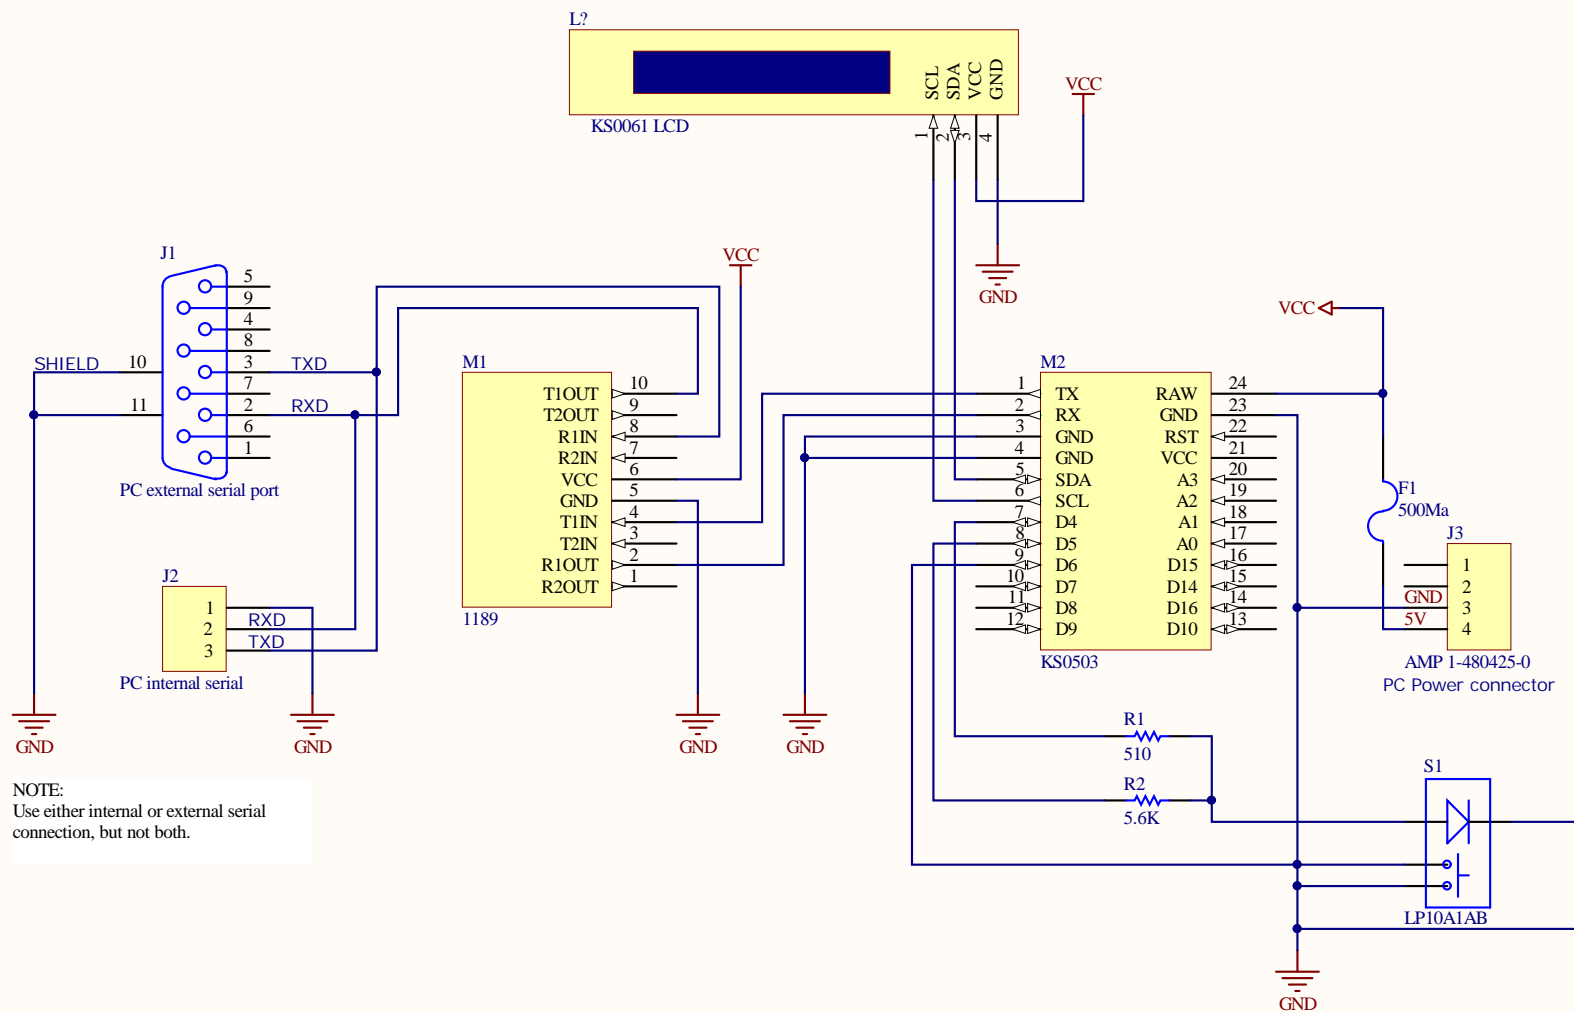 L?
SCL
SDA
VCC
GND
KS0061 LCD
1
2
3
4
VCC
GND
J1
5
9
4
8
3
7
2
6
1
SHIELD
10
11
TXD
RXD
PC external serial port
J2
1
2
3
RXD
TXD
PC internal serial
GND
GND
NOTE:
Use either internal or external serial
connection, but not both.
VCC
M1
T1OUT 10
T2OUT 9
R1IN 8
R2IN 7
VCC 6
GND 5
T1IN 4
T2IN 3
R1OUT 2
R2OUT 1
1189
GND
GND
M2
1 TX RAW 24
2 RX GND 23
3 GND RST 22
4 GND VCC 21
5 SDA A3 20
6 SCL A2 19
7 D4 A1 18
8 D5 A0 17
9 D6 D15 16
10 D7 D14 15
11 D8 D16 14
12 D9 D10 13
KS0503
VCC
F1
500Ma
J3
1
2
GND 3
5V 4
AMP 1-480425-0
PC Power connector
R1
510
R2
5.6K
S1
LP10A1AB
GND